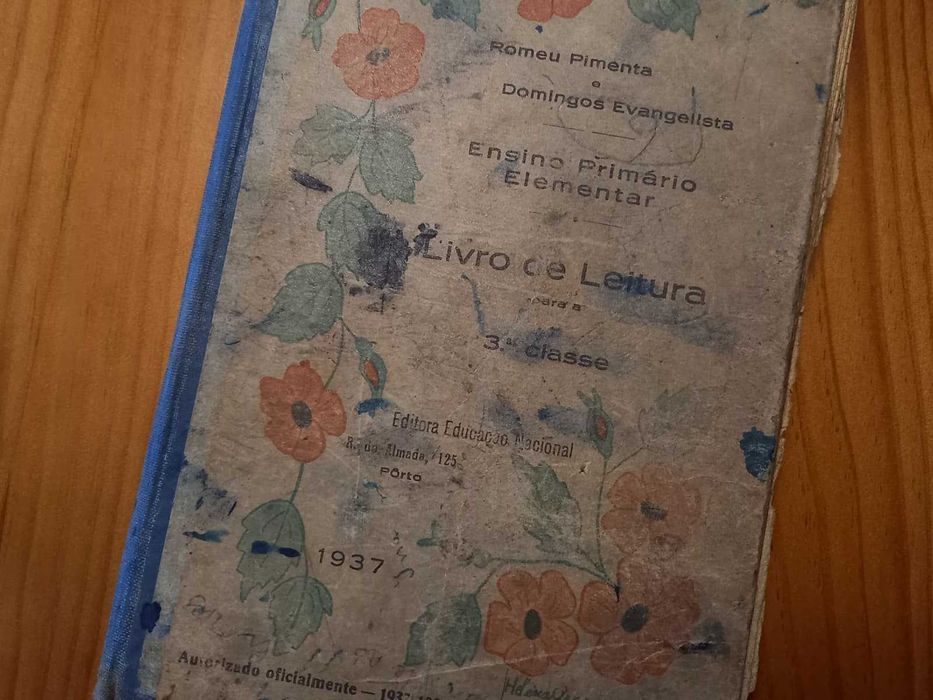 Romeu Pimenta
e
Domingos Evangelista
Ensino Primário
Elementar
Livro de Leitura
para a
3.ª classe
Editora Educação Nacional
R. do Almada, 125
Pôrto
1937
Autorizado oficialmente — 1937